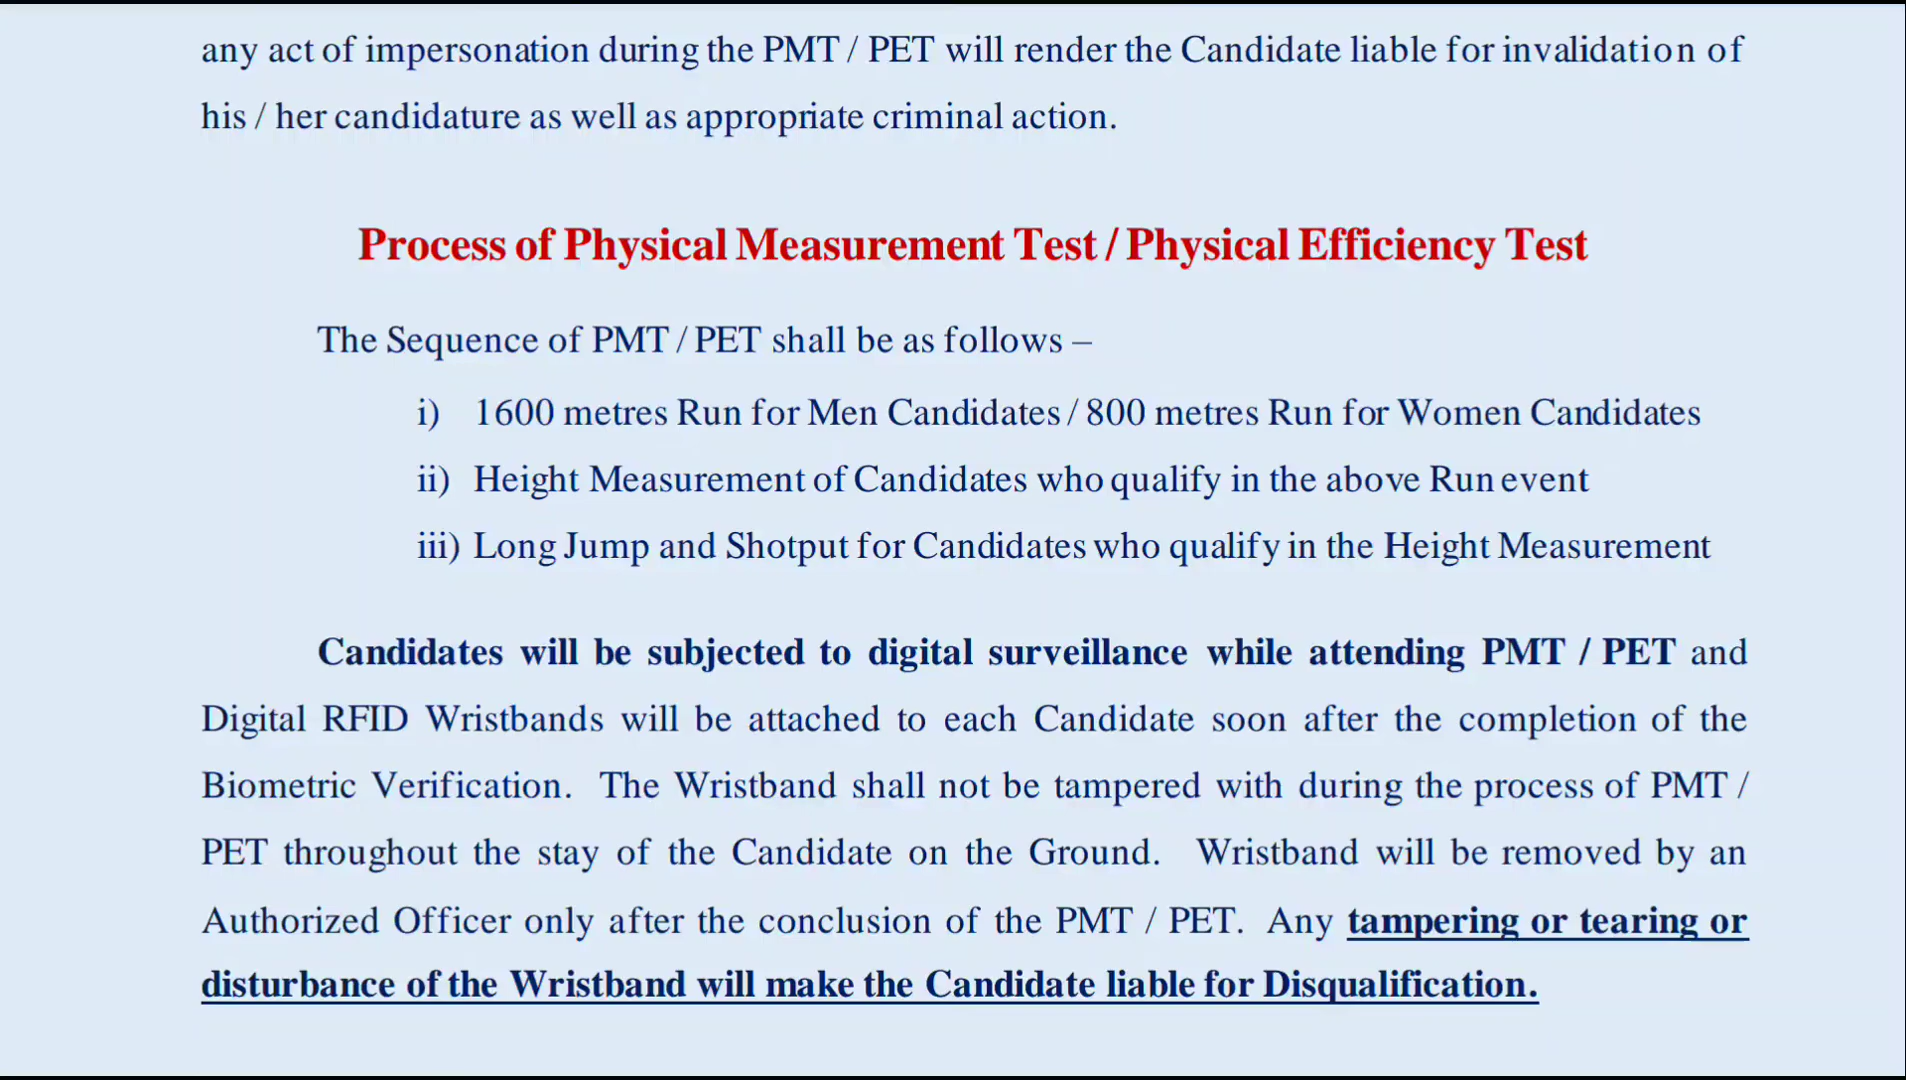 any act of impersonation during the PMT / PET will render the Candidate liable for invalidation of
his / her candidature as well as appropriate criminal action.
Process of Physical Measurement Test / Physical Efficiency Test
The Sequence of PMT / PET shall be as follows –
i) 1600 metres Run for Men Candidates / 800 metres Run for Women Candidates
ii) Height Measurement of Candidates who qualify in the above Run event
iii) Long Jump and Shotput for Candidates who qualify in the Height Measurement
Candidates will be subjected to digital surveillance while attending PMT / PET and
Digital RFID Wristbands will be attached to each Candidate soon after the completion of the
Biometric Verification. The Wristband shall not be tampered with during the process of PMT /
PET throughout the stay of the Candidate on the Ground. Wristband will be removed by an
Authorized Officer only after the conclusion of the PMT / PET. Any tampering or tearing or
disturbance of the Wristband will make the Candidate liable for Disqualification.